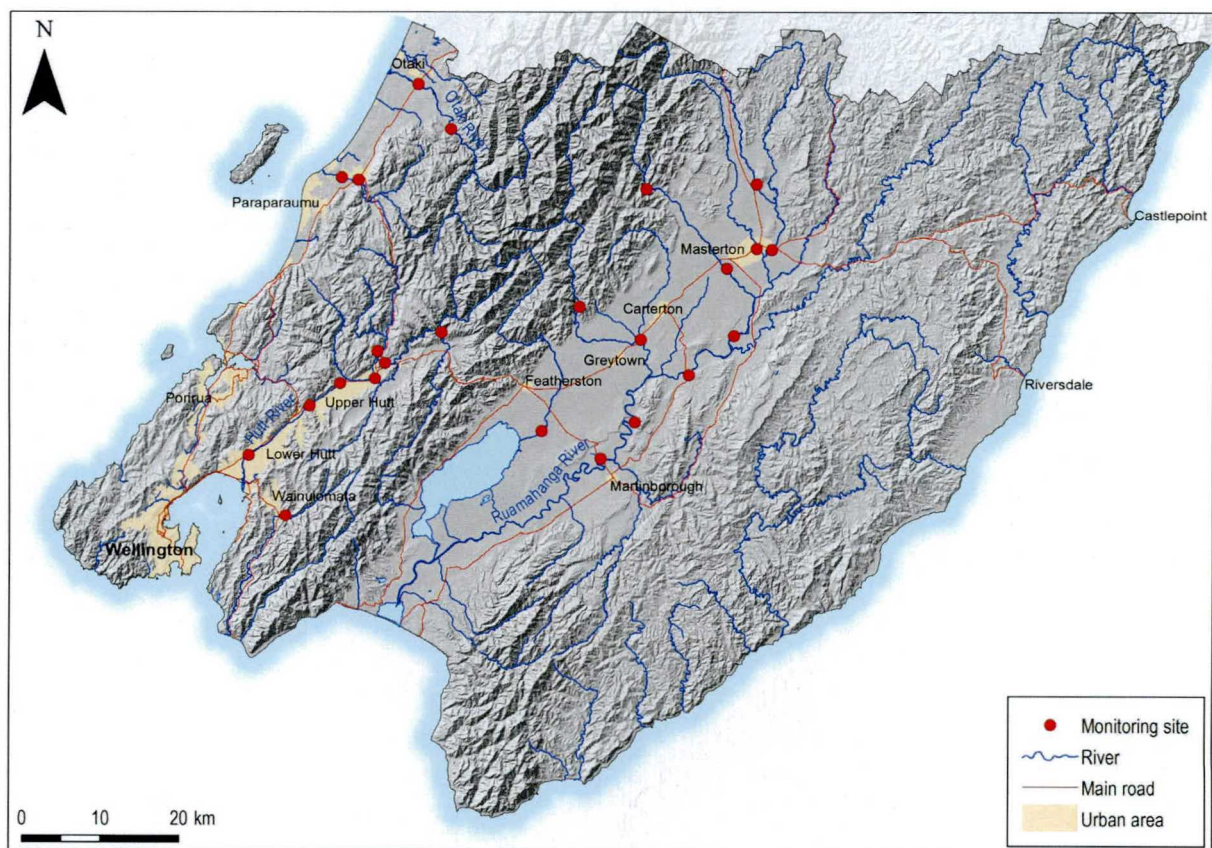 N
Otaki
Otaki River
Paraparaumu
Castlepoint
Masterton
Carterton
Greytown
Featherston
Riversdale
Porirua
Upper Hutt
Hutt River
Lower Hutt
Ruamahanga River
Martinborough
Wainuiomata
Wellington
Monitoring site
River
Main road
Urban area
0 10 20 km